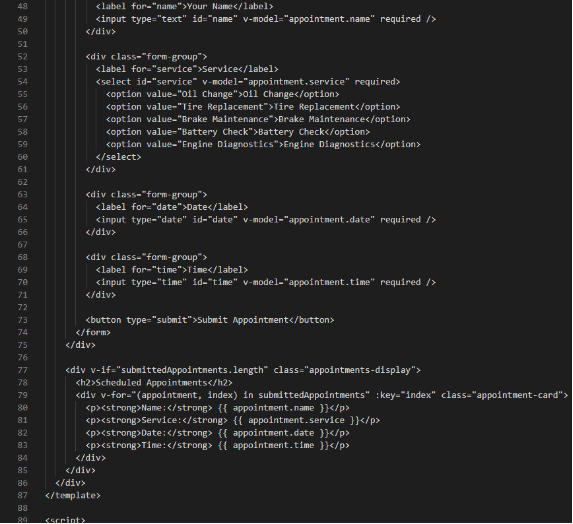 48 <label for="name">Your Name</label>
49 <input type="text" id="name" v-model="appointment.name" required />
50 </div>
51
52 <div class="form-group">
53 <label for="service">Service</label>
54 <select id="service" v-model="appointment.service" required>
55 <option value="Oil Change">Oil Change</option>
56 <option value="Tire Replacement">Tire Replacement</option>
57 <option value="Brake Maintenance">Brake Maintenance</option>
58 <option value="Battery Check">Battery Check</option>
59 <option value="Engine Diagnostics">Engine Diagnostics</option>
60 </select>
61 </div>
62
63 <div class="form-group">
64 <label for="date">Date</label>
65 <input type="date" id="date" v-model="appointment.date" required />
66 </div>
67
68 <div class="form-group">
69 <label for="time">Time</label>
70 <input type="time" id="time" v-model="appointment.time" required />
71 </div>
72
73 <button type="submit">Submit Appointment</button>
74 </form>
75 </div>
76
77 <div v-if="submittedAppointments.length" class="appointments-display">
78 <h2>Scheduled Appointments</h2>
79 <div v-for="(appointment, index) in submittedAppointments" :key="index" class="appointment-card">
80 <p><strong>Name:</strong> {{ appointment.name }}</p>
81 <p><strong>Service:</strong> {{ appointment.service }}</p>
82 <p><strong>Date:</strong> {{ appointment.date }}</p>
83 <p><strong>Time:</strong> {{ appointment.time }}</p>
84 </div>
85 </div>
86 </div>
87 </template>
88
89 <script>